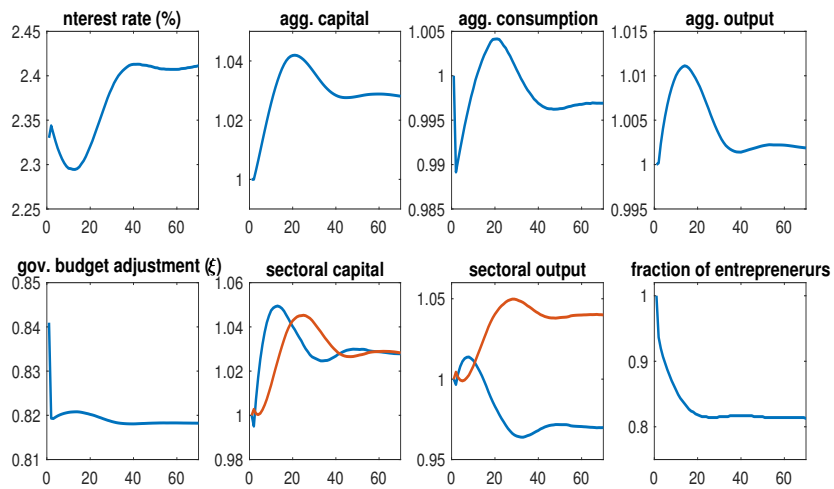 nterest rate (%)
agg. capital
agg. consumption
agg. output
2.45
2.4
2.35
2.3
2.25
0 20 40 60
1.04
1.02
1
0 20 40 60
1.005
1
0.995
0.99
0.985
0 20 40 60
1.015
1.01
1.005
1
0.995
0 20 40 60
gov. budget adjustment (ξ)
sectoral capital
sectoral output
fraction of entreprenerurs
0.85
0.84
0.83
0.82
0.81
0 20 40 60
1.06
1.04
1.02
1
0.98
0 20 40 60
1.05
1
0.95
0 20 40 60
1
0.9
0.8
0 20 40 60